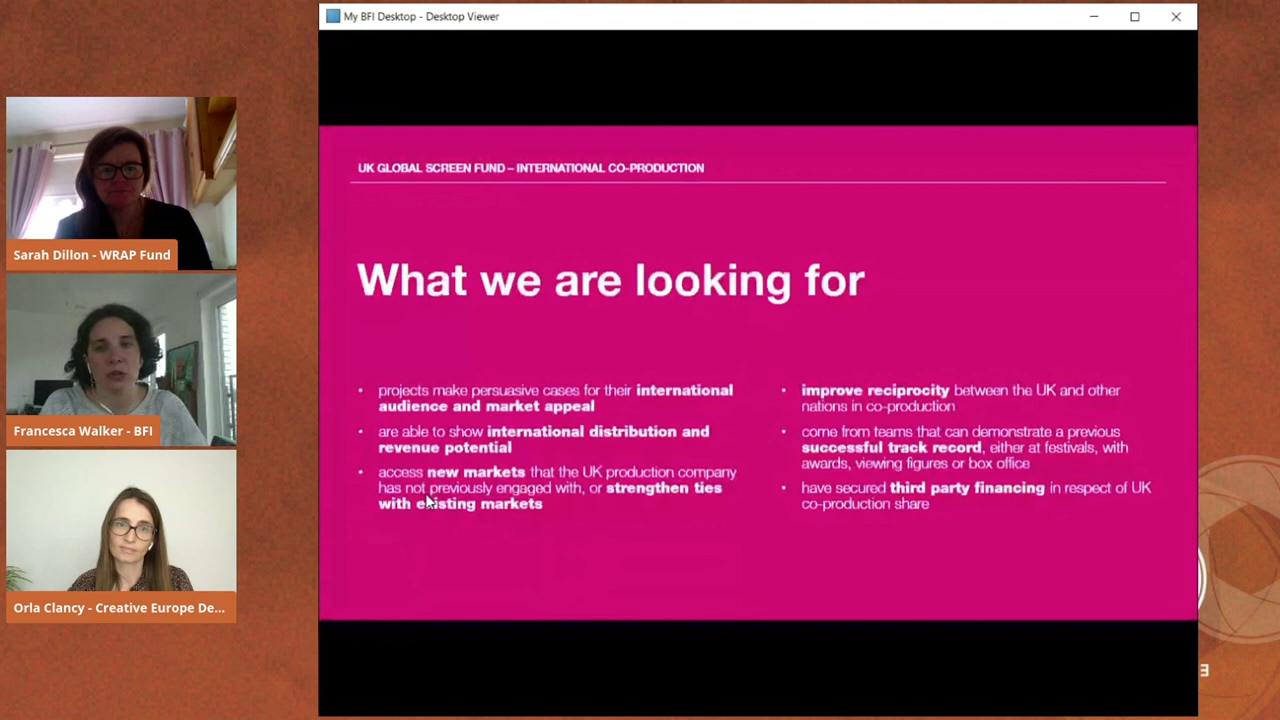 My BFI Desktop - Desktop Viewer
UK GLOBAL SCREEN FUND – INTERNATIONAL CO-PRODUCTION
What we are looking for
• projects make persuasive cases for their international
audience and market appeal
• are able to show international distribution and
revenue potential
• access new markets that the UK production company
has not previously engaged with, or strengthen ties
with existing markets
• improve reciprocity between the UK and other
nations in co-production
• come from teams that can demonstrate a previous
successful track record, either at festivals, with
awards, viewing figures or box office
• have secured third party financing in respect of UK
co-production share
Sarah Dillon - WRAP Fund
Francesca Walker - BFI
Orla Clancy - Creative Europe De...